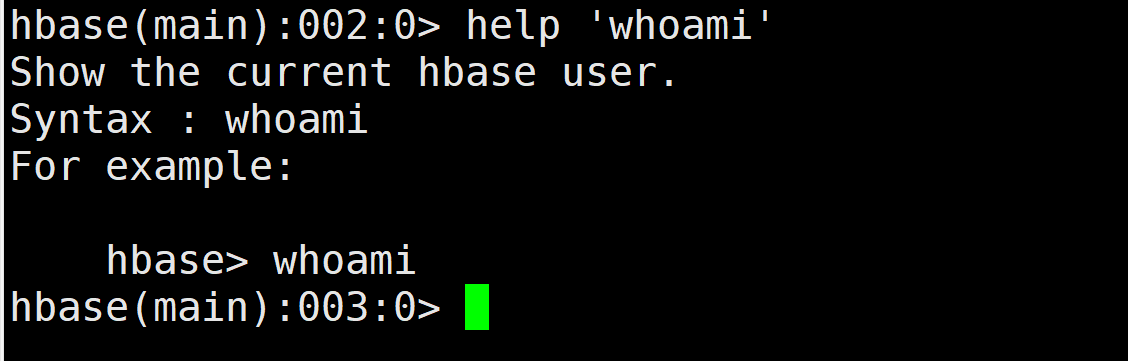 hbase(main):002:0> help 'whoami'
Show the current hbase user.
Syntax : whoami
For example:

    hbase> whoami
hbase(main):003:0>